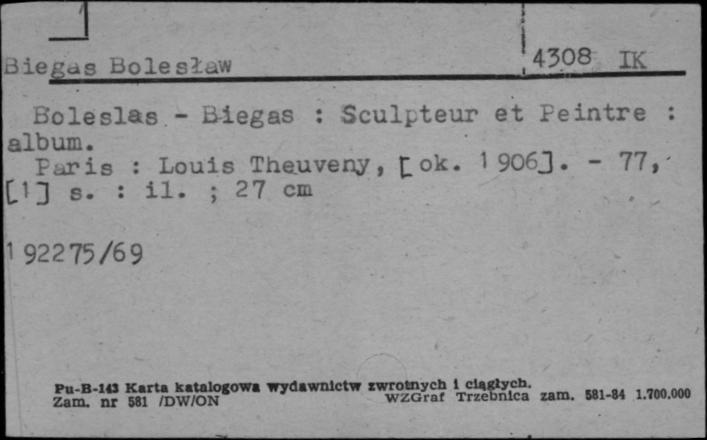 Biegas Bolesław
4308 IK
Boleslas - Biegas : Sculpteur et Peintre :
album.
Paris : Louis Theuveny, [ok. 1906]. - 77,
[1] s. : il. ; 27 cm
192275/69
Pu-B-143 Karta katalogowa wydawnictw zwrotnych i ciągłych.
Zam. nr 581 /DW/ON WZGraf Trzebnica zam. 581-84 1.700.000